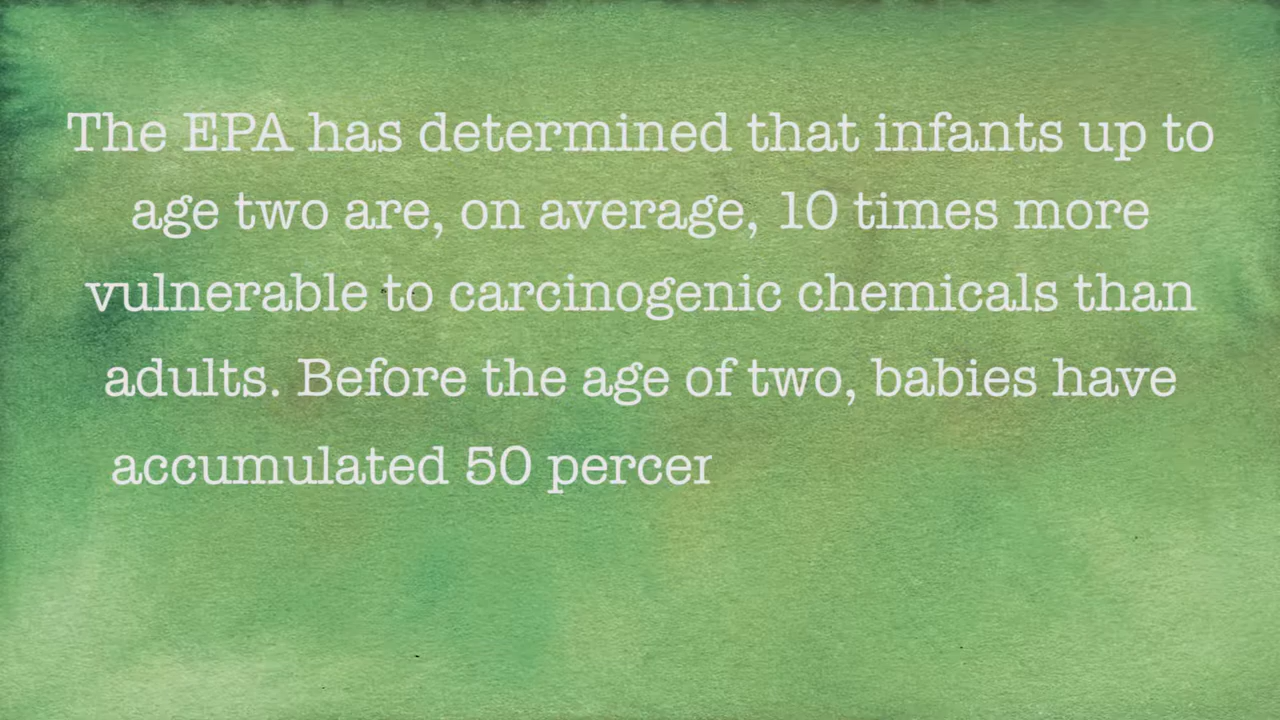 The EPA has determined that infants up to
age two are, on average, 10 times more
vulnerable to carcinogenic chemicals than
adults. Before the age of two, babies have
accumulated 50 percer